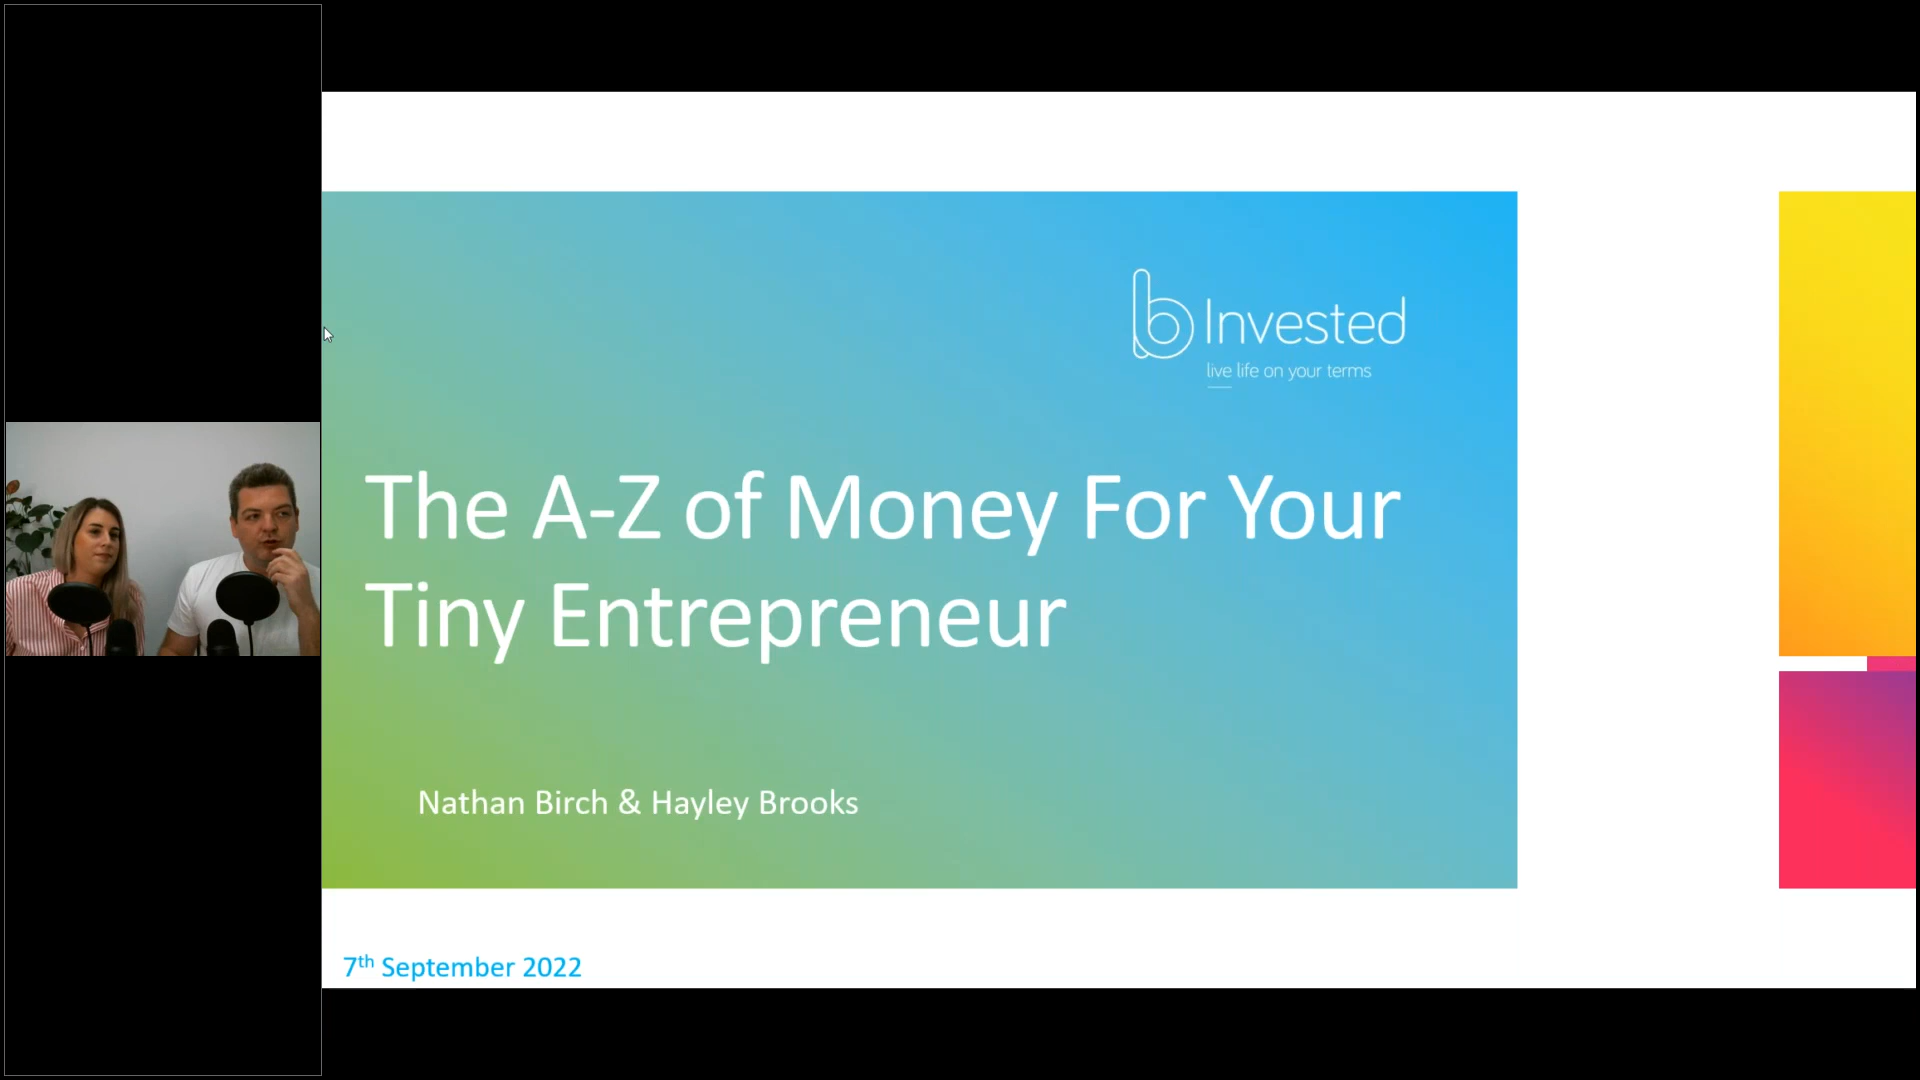 b Invested
live life on your terms
The A-Z of Money For Your
Tiny Entrepreneur
Nathan Birch & Hayley Brooks
7th September 2022